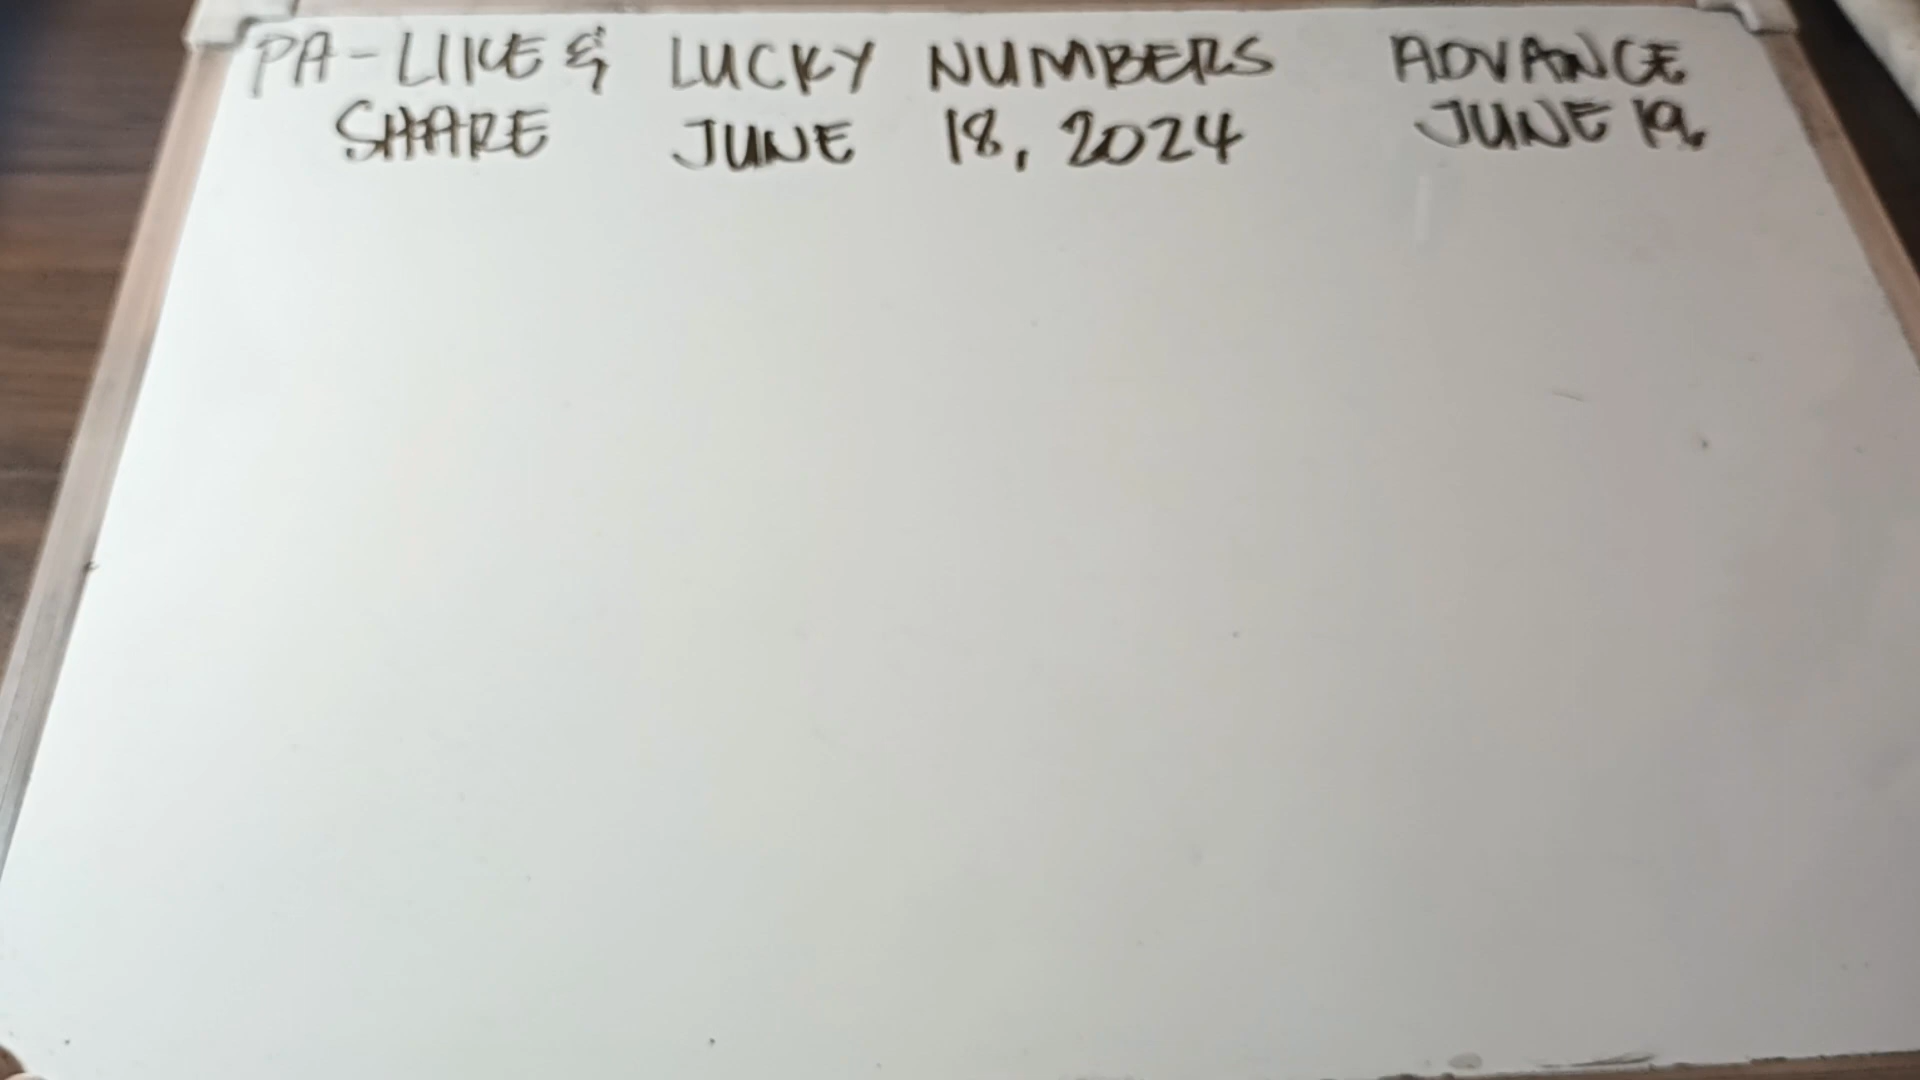 PA-LIKE & LUCKY NUMBERS ADVANCE
SHARE JUNE 18, 2024 JUNE 19